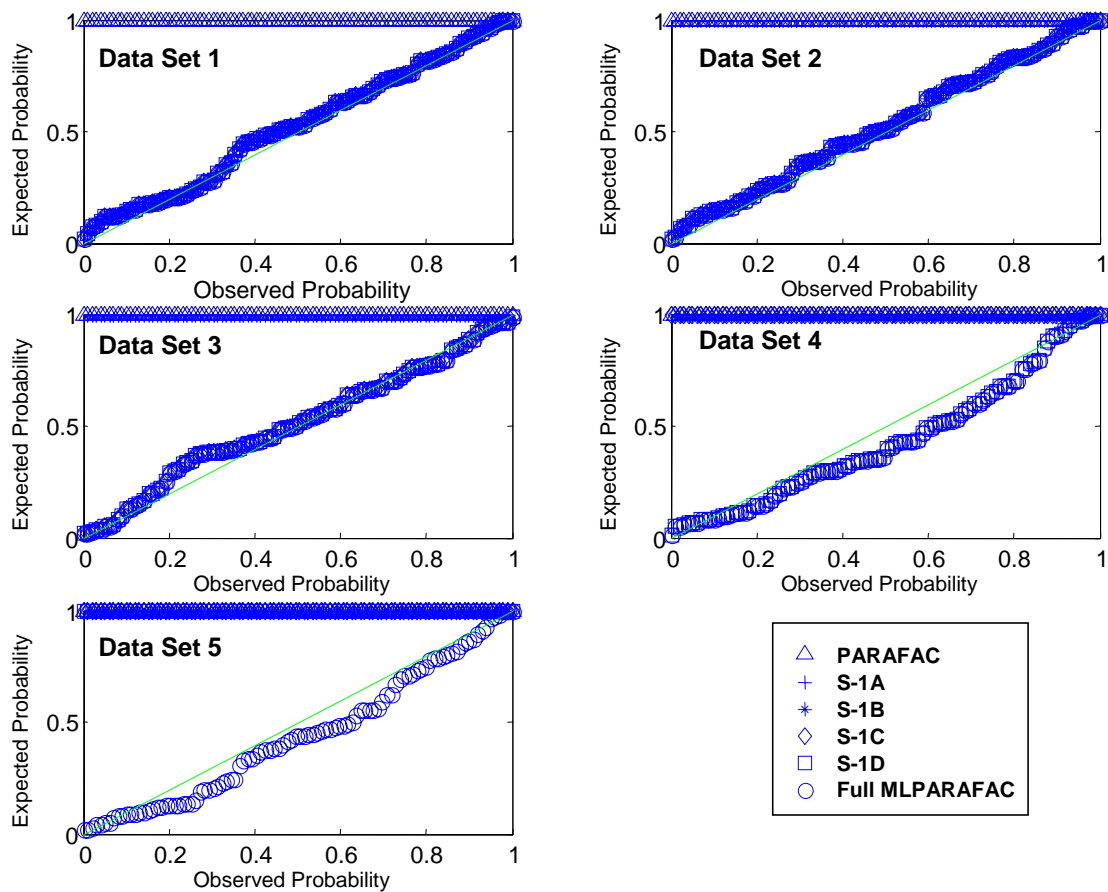 1
Data Set 1
0.5
0
Expected Probability
0 0.2 0.4 0.6 0.8 1
Observed Probability
1
Data Set 2
0.5
0
Expected Probability
0 0.2 0.4 0.6 0.8 1
Observed Probability
1
Data Set 3
0.5
0
Expected Probability
0 0.2 0.4 0.6 0.8 1
Observed Probability
1
Data Set 4
0.5
0
Expected Probability
0 0.2 0.4 0.6 0.8 1
Observed Probability
1
Data Set 5
0.5
0
Expected Probability
0 0.2 0.4 0.6 0.8 1
Observed Probability
PARAFAC
S-1A
S-1B
S-1C
S-1D
Full MLPARAFAC